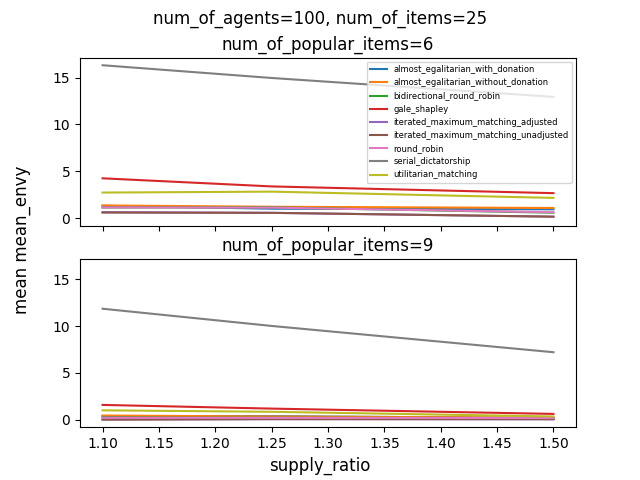 num_of_agents=100, num_of_items=25
num_of_popular_items=6
almost_egalitarian_with_donation
almost_egalitarian_without_donation
bidirectional_round_robin
gale_shapley
iterated_maximum_matching_adjusted
iterated_maximum_matching_unadjusted
round_robin
serial_dictatorship
utilitarian_matching
15
10
5
0
mean mean_envy
num_of_popular_items=9
15
10
5
0
1.10 1.15 1.20 1.25 1.30 1.35 1.40 1.45 1.50
supply_ratio